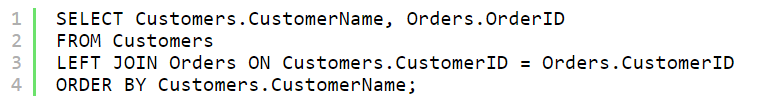 1 SELECT Customers.CustomerName, Orders.OrderID
2 FROM Customers
3 LEFT JOIN Orders ON Customers.CustomerID = Orders.CustomerID
4 ORDER BY Customers.CustomerName;